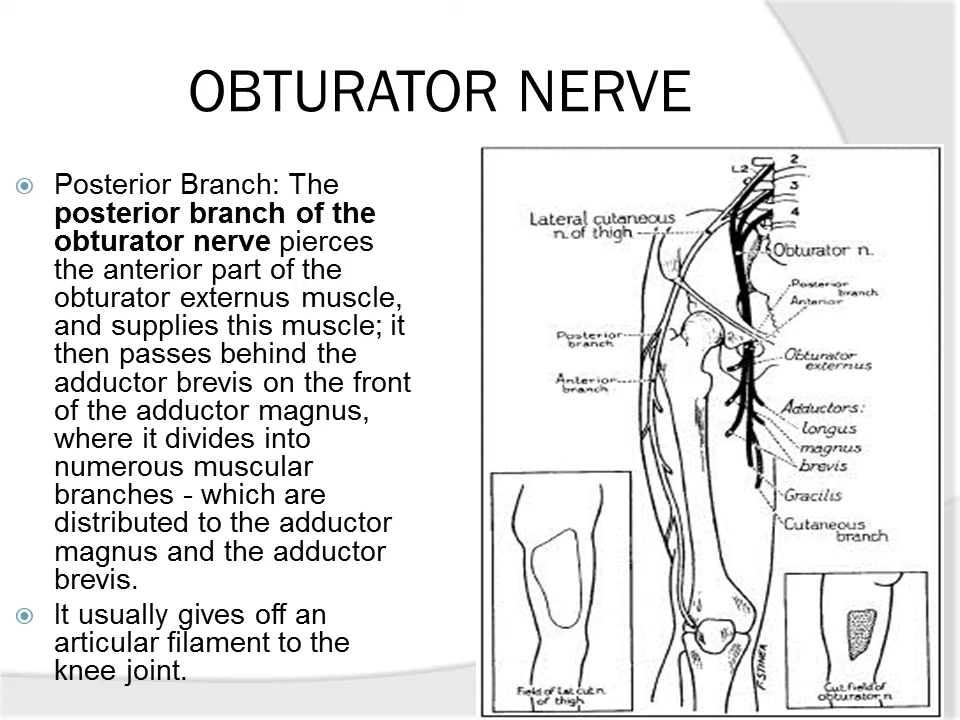 OBTURATOR NERVE
Posterior Branch: The
posterior branch of the
obturator nerve pierces
the anterior part of the
obturator externus muscle,
and supplies this muscle; it
then passes behind the
adductor brevis on the front
of the adductor magnus,
where it divides into
numerous muscular
branches - which are
distributed to the adductor
magnus and the adductor
brevis.
It usually gives off an
articular filament to the
knee joint.
L2
2
3
4
Lateral cutaneous
n. of thigh
Obturator n.
Posterior
branch
Anterior
Posterior
branch
Anterior
branch
Obturator
externus
Adductors:
longus
magnus
brevis
Gracilis
Cutaneous
branch
Field of Lat cut n.
of thigh
Cut. field of
obturator n.